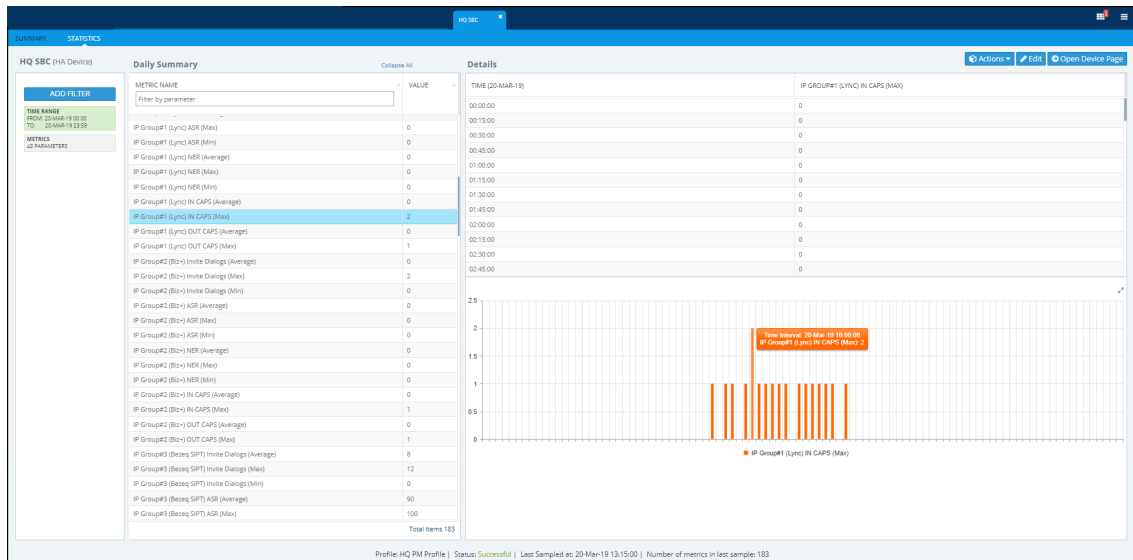 HQ SBC
SUMMARY STATISTICS
HQ SBC (HA Device)
ADD FILTER
TIME RANGE
FROM: 20-MAR-19 00:00
TO: 20-MAR-19 23:59
METRICS
43 PARAMETERS
Daily Summary Collapse All
METRIC NAME VALUE
Filter by parameter
IP Group#1 (Lync) ASR (Max) 0
IP Group#1 (Lync) ASR (Min) 0
IP Group#1 (Lync) NER (Average) 0
IP Group#1 (Lync) NER (Max) 0
IP Group#1 (Lync) NER (Min) 0
IP Group#1 (Lync) IN CAPS (Average) 0
IP Group#1 (Lync) IN CAPS (Max) 2
IP Group#1 (Lync) OUT CAPS (Average) 0
IP Group#1 (Lync) OUT CAPS (Max) 1
IP Group#2 (Biz+) Invite Dialogs (Average) 0
IP Group#2 (Biz+) Invite Dialogs (Max) 2
IP Group#2 (Biz+) Invite Dialogs (Min) 0
IP Group#2 (Biz+) ASR (Average) 0
IP Group#2 (Biz+) ASR (Max) 0
IP Group#2 (Biz+) ASR (Min) 0
IP Group#2 (Biz+) NER (Average) 0
IP Group#2 (Biz+) NER (Max) 0
IP Group#2 (Biz+) NER (Min) 0
IP Group#2 (Biz+) IN CAPS (Average) 0
IP Group#2 (Biz+) IN CAPS (Max) 1
IP Group#2 (Biz+) OUT CAPS (Average) 0
IP Group#2 (Biz+) OUT CAPS (Max) 1
IP Group#3 (Bezeq SIPT) Invite Dialogs (Average) 8
IP Group#3 (Bezeq SIPT) Invite Dialogs (Max) 12
IP Group#3 (Bezeq SIPT) Invite Dialogs (Min) 0
IP Group#3 (Bezeq SIPT) ASR (Average) 90
IP Group#3 (Bezeq SIPT) ASR (Max) 100
Total Items 183
Details Actions Edit Open Device Page
TIME (20-MAR-19) IP GROUP#1 (LYNC) IN CAPS (MAX)
00:00:00 0
00:15:00 0
00:30:00 0
00:45:00 0
01:00:00 0
01:15:00 0
01:30:00 0
01:45:00 0
02:00:00 0
02:15:00 0
02:30:00 0
02:45:00 0
2.5
2
1.5
1
0.5
0
Time Interval: 20-Mar-19 10:00:00
IP Group#1 (Lync) IN CAPS (Max): 2
IP Group#1 (Lync) IN CAPS (Max)
Profile: HQ PM Profile | Status: Successful | Last Sampled at: 20-Mar-19 13:15:00 | Number of metrics in last sample: 183